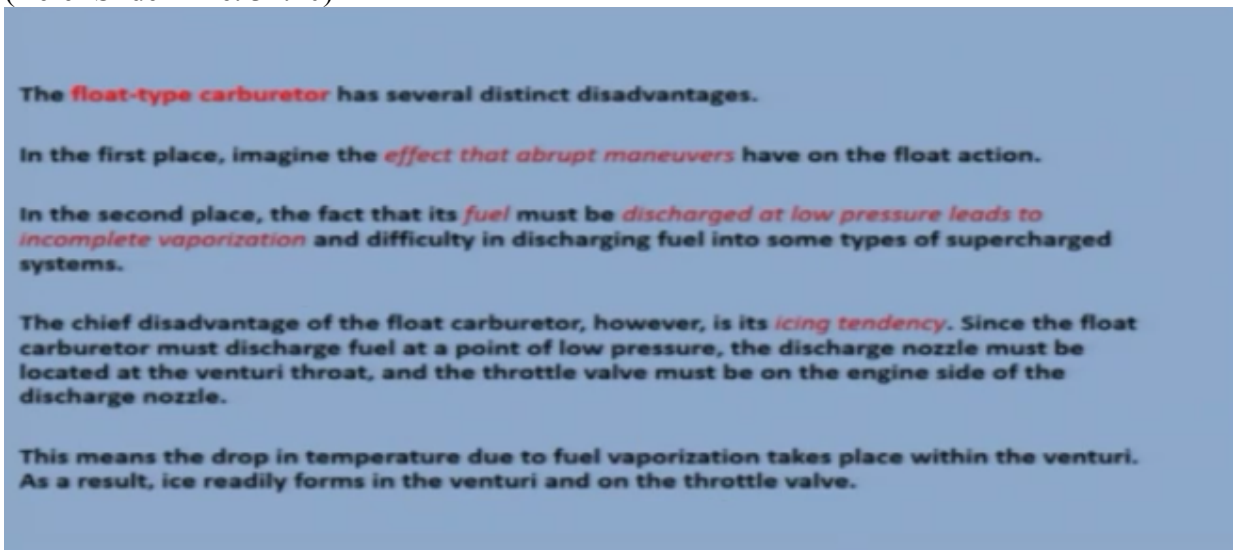 The float-type carburetor has several distinct disadvantages.
In the first place, imagine the effect that abrupt maneuvers have on the float action.
In the second place, the fact that its fuel must be discharged at low pressure leads to
incomplete vaporization and difficulty in discharging fuel into some types of supercharged
systems.
The chief disadvantage of the float carburetor, however, is its icing tendency. Since the float
carburetor must discharge fuel at a point of low pressure, the discharge nozzle must be
located at the venturi throat, and the throttle valve must be on the engine side of the
discharge nozzle.
This means the drop in temperature due to fuel vaporization takes place within the venturi.
As a result, ice readily forms in the venturi and on the throttle valve.